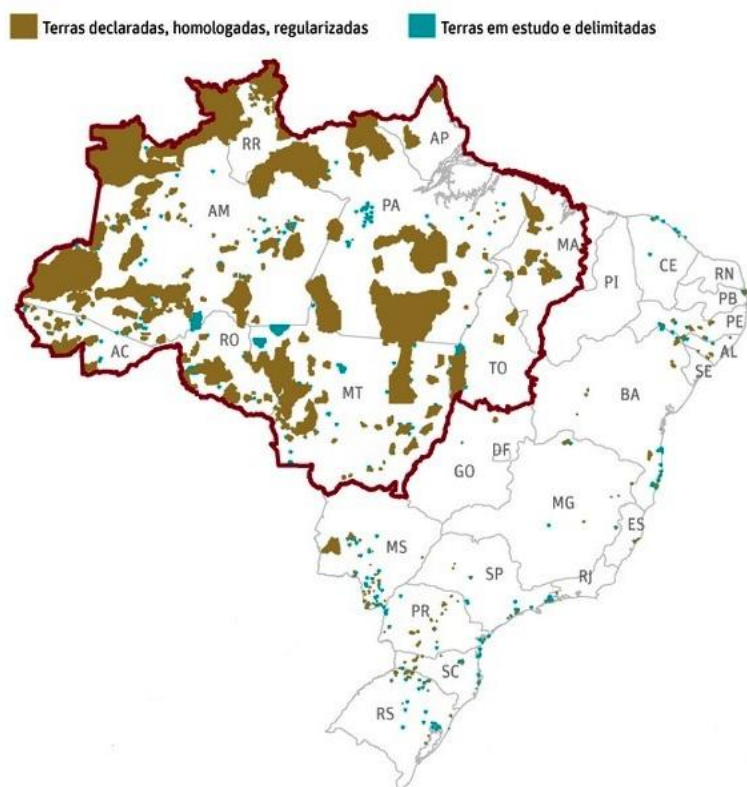 Terras declaradas, homologadas, regularizadas
Terras em estudo e delimitadas
RR
AP
AM
PA
MA
CE
RN
PB
PI
PE
AL
SE
AC
RO
TO
MT
BA
DF
GO
MG
ES
MS
SP
RJ
PR
SC
RS